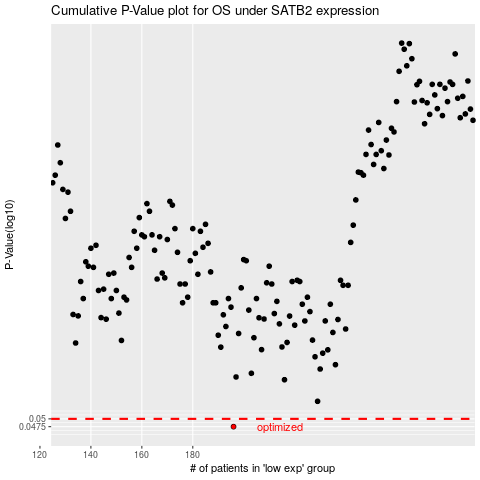 Cumulative P-Value plot for OS under SATB2 expression
P-Value(log10)
0.05
0.0475
optimized
120 140 160 180
# of patients in 'low exp' group